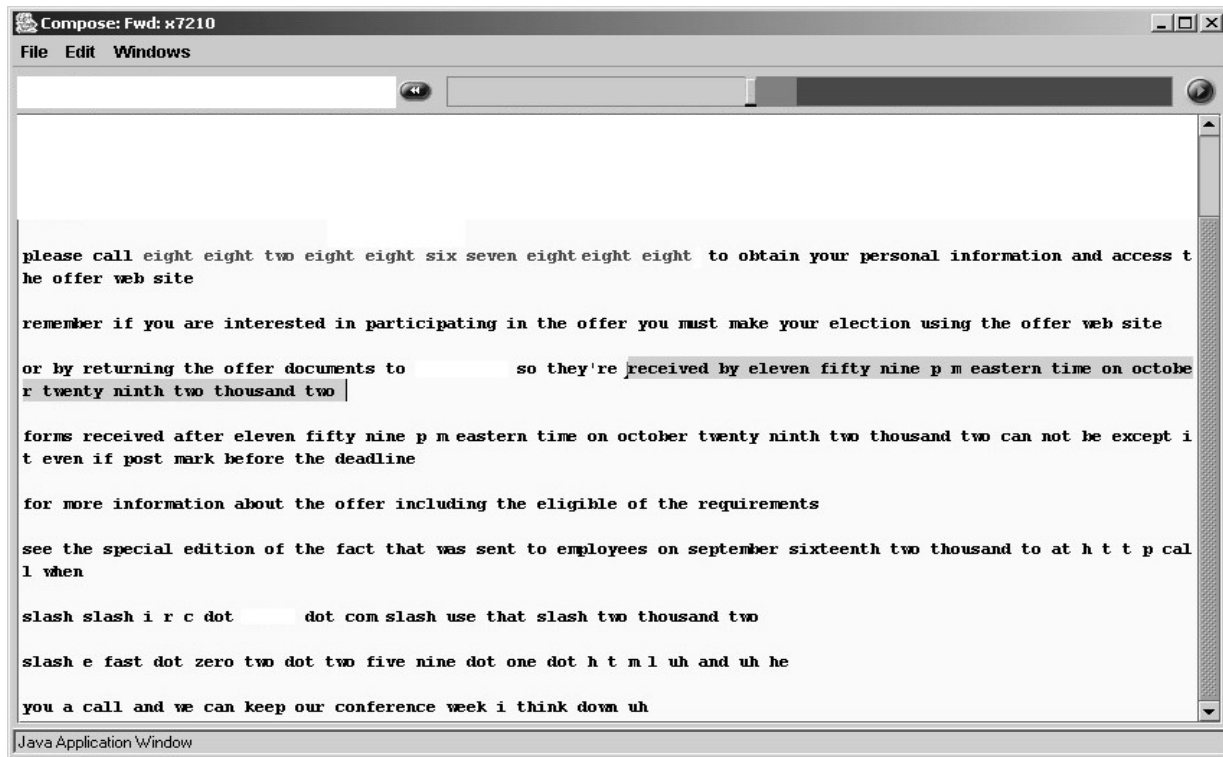 Compose: Fwd: x7210
File Edit Windows
please call eight eight two eight eight six seven eight eight eight to obtain your personal information and access t
he offer web site
remember if you are interested in participating in the offer you must make your election using the offer web site
or by returning the offer documents to so they're received by eleven fifty nine p m eastern time on octobe
r twenty ninth two thousand two
forms received after eleven fifty nine p m eastern time on october twenty ninth two thousand two can not be except i
t even if post mark before the deadline
for more information about the offer including the eligible of the requirements
see the special edition of the fact that was sent to employees on september sixteenth two thousand to at h t t p cal
l when
slash slash i r c dot dot com slash use that slash two thousand two
slash e fast dot zero two dot two five nine dot one dot h t m l uh and uh he
you a call and we can keep our conference week i think down uh
Java Application Window